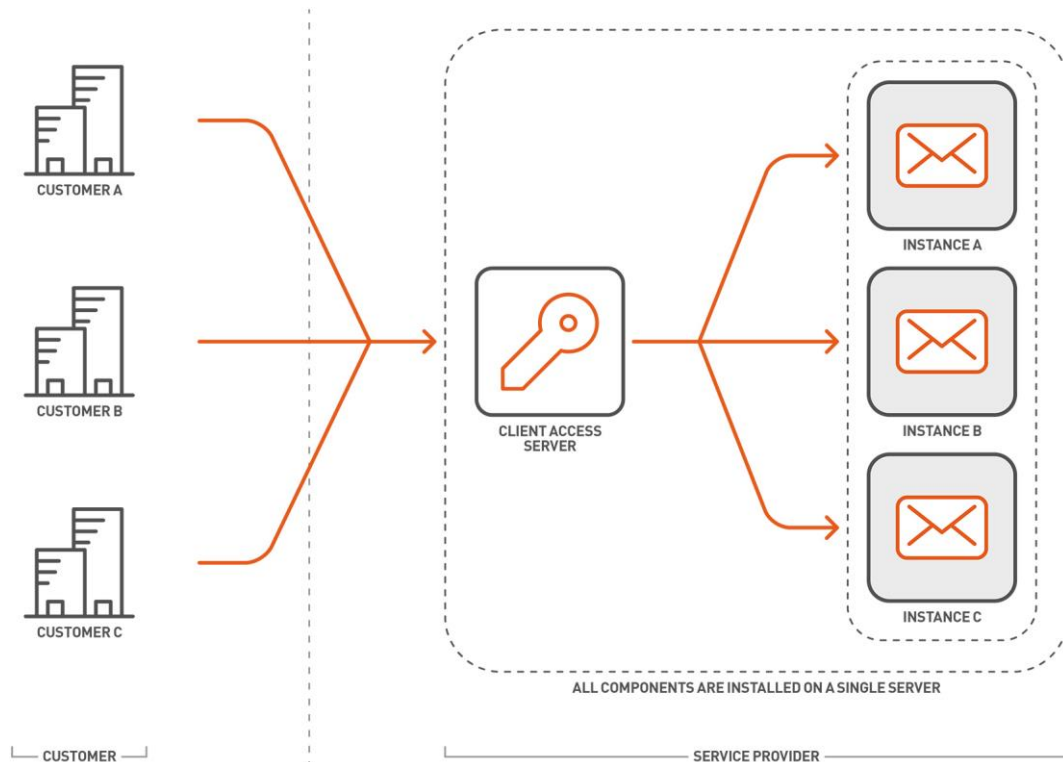 CUSTOMER A
CUSTOMER B
CUSTOMER C
CLIENT ACCESS
SERVER
INSTANCE A
INSTANCE B
INSTANCE C
ALL COMPONENTS ARE INSTALLED ON A SINGLE SERVER
CUSTOMER
SERVICE PROVIDER